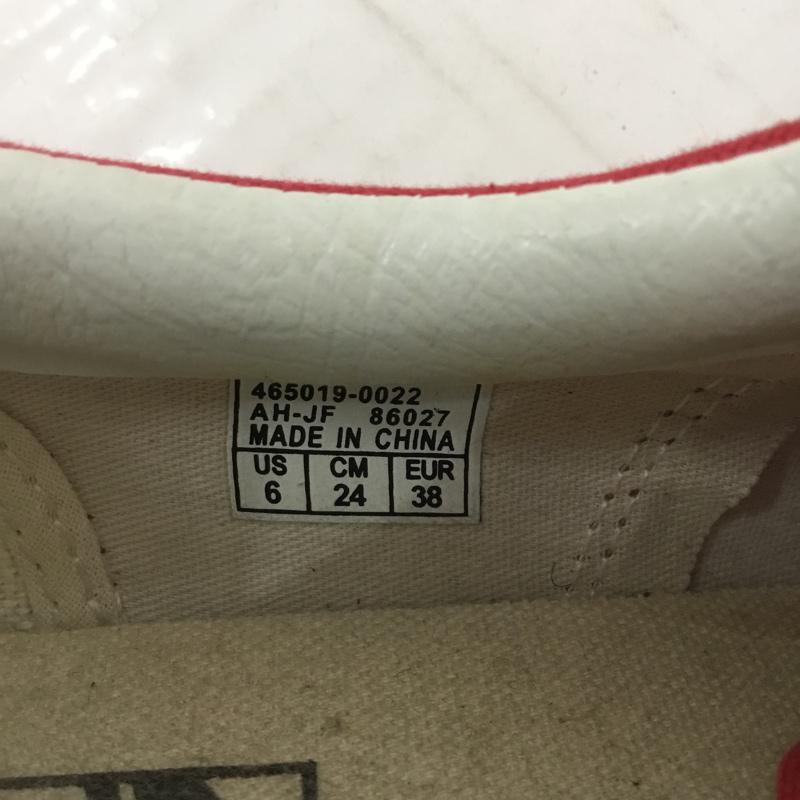 465019-0022
AH-JF 86027
MADE IN CHINA
US CM EUR
6 24 38